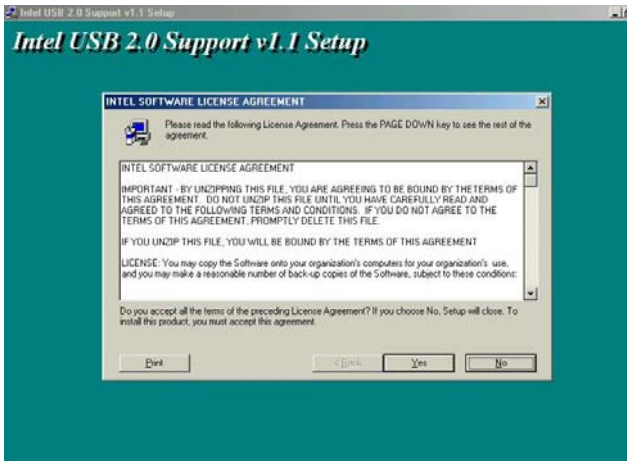 Intel USB 2.0 Support v1.1 Setup
Intel USB 2.0 Support v1.1 Setup
INTEL SOFTWARE LICENSE AGREEMENT
Please read the following License Agreement. Press the PAGE DOWN key to see the rest of the
agreement.
INTEL SOFTWARE LICENSE AGREEMENT
IMPORTANT - BY UNZIPPING THIS FILE, YOU ARE AGREEING TO BE BOUND BY THE TERMS OF
THIS AGREEMENT. DO NOT UNZIP THIS FILE UNTIL YOU HAVE CAREFULLY READ AND
AGREED TO THE FOLLOWING TERMS AND CONDITIONS. IF YOU DO NOT AGREE TO THE
TERMS OF THIS AGREEMENT, PROMPTLY DELETE THIS FILE.
IF YOU UNZIP THIS FILE, YOU WILL BE BOUND BY THE TERMS OF THIS AGREEMENT
LICENSE: You may copy the Software onto your organization's computers for your organization's use,
and you may make a reasonable number of back-up copies of the Software, subject to these conditions:
Do you accept all the terms of the preceding License Agreement? If you choose No, Setup will close. To
install this product, you must accept this agreement.
Print
< Back
Yes
No